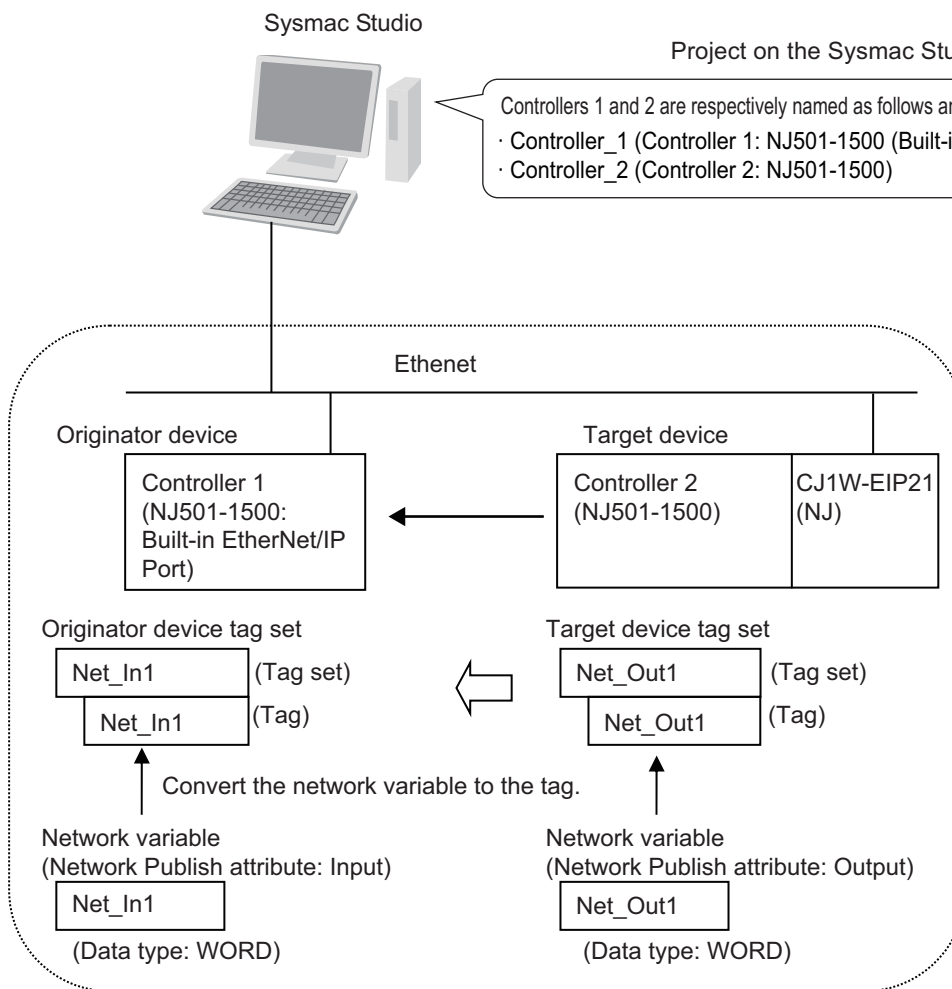 Sysmac Studio
Project on the Sysmac Stu
Controllers 1 and 2 are respectively named as follows ar
· Controller_1 (Controller 1: NJ501-1500 (Built-i
· Controller_2 (Controller 2: NJ501-1500)
Ethenet
Originator device
Target device
Controller 1
(NJ501-1500:
Built-in EtherNet/IP
Port)
Controller 2
(NJ501-1500)
CJ1W-EIP21
(NJ)
Originator device tag set
Net_In1 (Tag set)
Net_In1 (Tag)
Target device tag set
Net_Out1 (Tag set)
Net_Out1 (Tag)
Convert the network variable to the tag.
Network variable
(Network Publish attribute: Input)
Net_In1
(Data type: WORD)
Network variable
(Network Publish attribute: Output)
Net_Out1
(Data type: WORD)